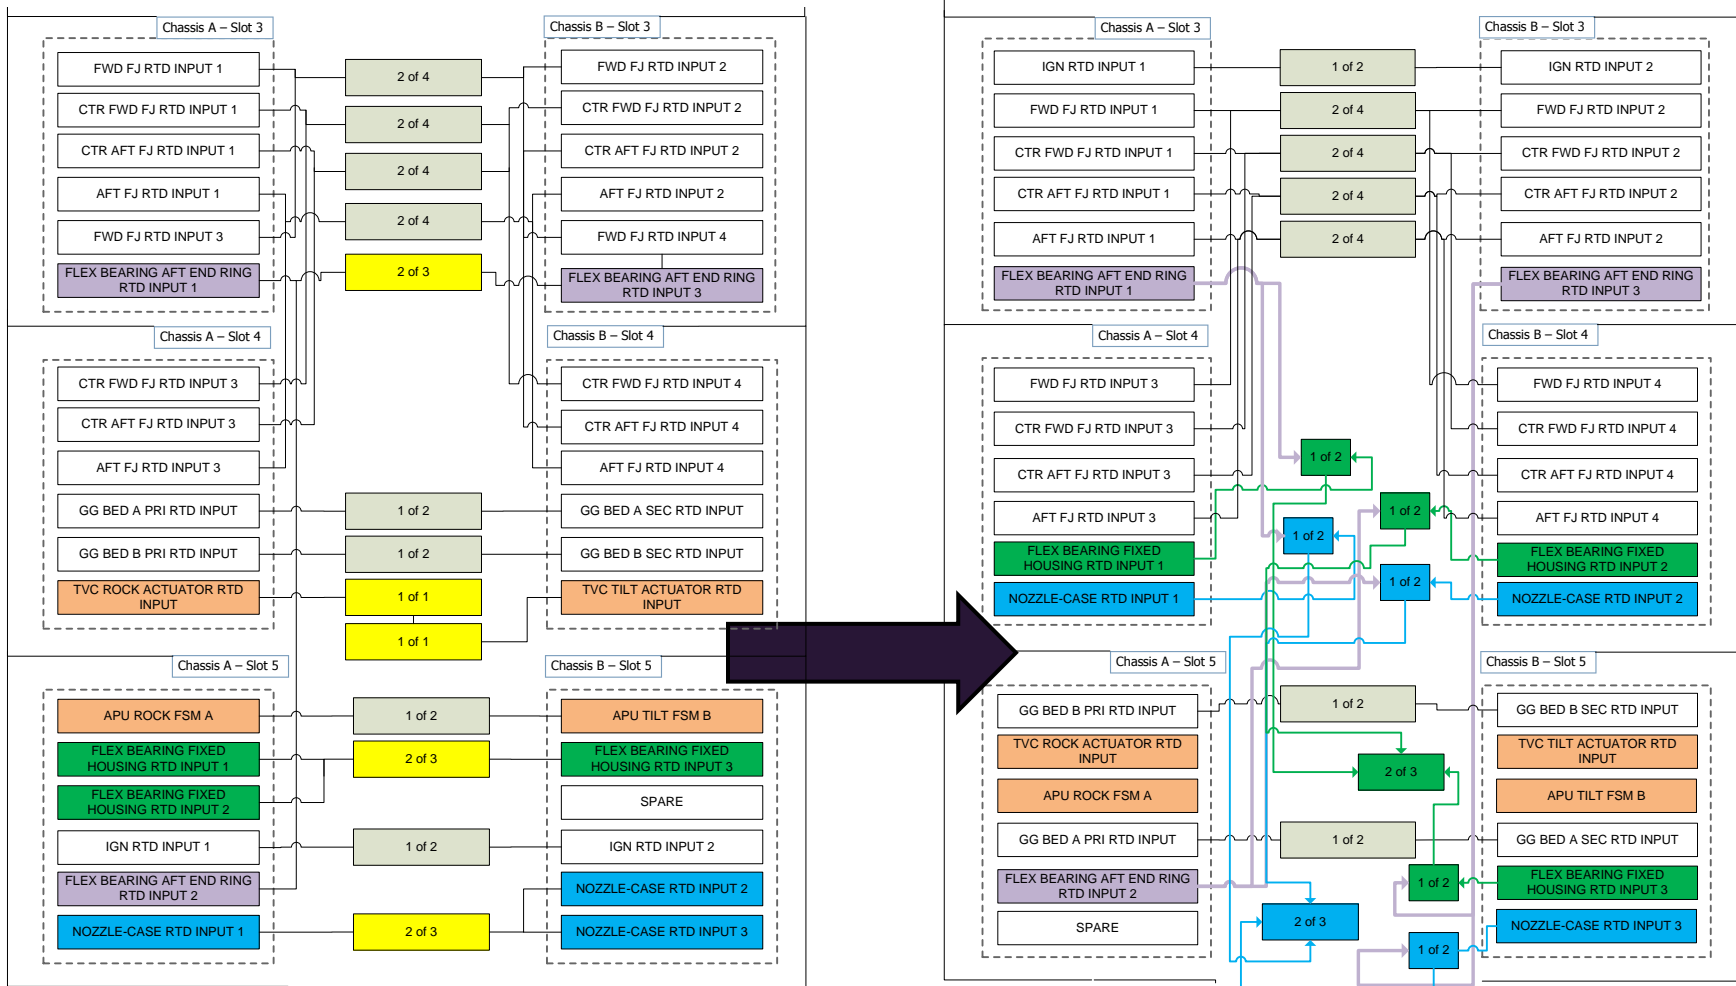 Chassis A – Slot 3
Chassis B – Slot 3
FWD FJ RTD INPUT 1
2 of 4
FWD FJ RTD INPUT 2
CTR FWD FJ RTD INPUT 1
2 of 4
CTR FWD FJ RTD INPUT 2
CTR AFT FJ RTD INPUT 1
2 of 4
CTR AFT FJ RTD INPUT 2
AFT FJ RTD INPUT 1
2 of 4
AFT FJ RTD INPUT 2
FWD FJ RTD INPUT 3
FWD FJ RTD INPUT 4
FLEX BEARING AFT END RING
RTD INPUT 1
2 of 3
FLEX BEARING AFT END RING
RTD INPUT 3
Chassis A – Slot 4
Chassis B – Slot 4
CTR FWD FJ RTD INPUT 3
CTR FWD FJ RTD INPUT 4
CTR AFT FJ RTD INPUT 3
CTR AFT FJ RTD INPUT 4
AFT FJ RTD INPUT 3
AFT FJ RTD INPUT 4
GG BED A PRI RTD INPUT
1 of 2
GG BED A SEC RTD INPUT
GG BED B PRI RTD INPUT
1 of 2
GG BED B SEC RTD INPUT
TVC ROCK ACTUATOR RTD
INPUT
1 of 1
TVC TILT ACTUATOR RTD
INPUT
1 of 1
Chassis A – Slot 5
Chassis B – Slot 5
APU ROCK FSM A
1 of 2
APU TILT FSM B
FLEX BEARING FIXED
HOUSING RTD INPUT 1
2 of 3
FLEX BEARING FIXED
HOUSING RTD INPUT 3
FLEX BEARING FIXED
HOUSING RTD INPUT 2
SPARE
IGN RTD INPUT 1
1 of 2
IGN RTD INPUT 2
FLEX BEARING AFT END RING
RTD INPUT 2
NOZZLE-CASE RTD INPUT 2
NOZZLE-CASE RTD INPUT 1
2 of 3
NOZZLE-CASE RTD INPUT 3
Chassis A – Slot 3
Chassis B – Slot 3
IGN RTD INPUT 1
1 of 2
IGN RTD INPUT 2
FWD FJ RTD INPUT 1
2 of 4
FWD FJ RTD INPUT 2
CTR FWD FJ RTD INPUT 1
2 of 4
CTR FWD FJ RTD INPUT 2
CTR AFT FJ RTD INPUT 1
2 of 4
CTR AFT FJ RTD INPUT 2
AFT FJ RTD INPUT 1
2 of 4
AFT FJ RTD INPUT 2
FLEX BEARING AFT END RING
RTD INPUT 1
FLEX BEARING AFT END RING
RTD INPUT 3
Chassis A – Slot 4
Chassis B – Slot 4
FWD FJ RTD INPUT 3
FWD FJ RTD INPUT 4
CTR FWD FJ RTD INPUT 3
CTR FWD FJ RTD INPUT 4
1 of 2
CTR AFT FJ RTD INPUT 3
CTR AFT FJ RTD INPUT 4
1 of 2
AFT FJ RTD INPUT 3
AFT FJ RTD INPUT 4
1 of 2
FLEX BEARING FIXED
HOUSING RTD INPUT 1
FLEX BEARING FIXED
HOUSING RTD INPUT 2
1 of 2
NOZZLE-CASE RTD INPUT 1
NOZZLE-CASE RTD INPUT 2
Chassis A – Slot 5
Chassis B – Slot 5
GG BED B PRI RTD INPUT
1 of 2
GG BED B SEC RTD INPUT
TVC ROCK ACTUATOR RTD
INPUT
TVC TILT ACTUATOR RTD
INPUT
2 of 3
APU ROCK FSM A
APU TILT FSM B
GG BED A PRI RTD INPUT
1 of 2
GG BED A SEC RTD INPUT
FLEX BEARING AFT END RING
RTD INPUT 2
1 of 2
FLEX BEARING FIXED
HOUSING RTD INPUT 3
SPARE
2 of 3
NOZZLE-CASE RTD INPUT 3
1 of 2